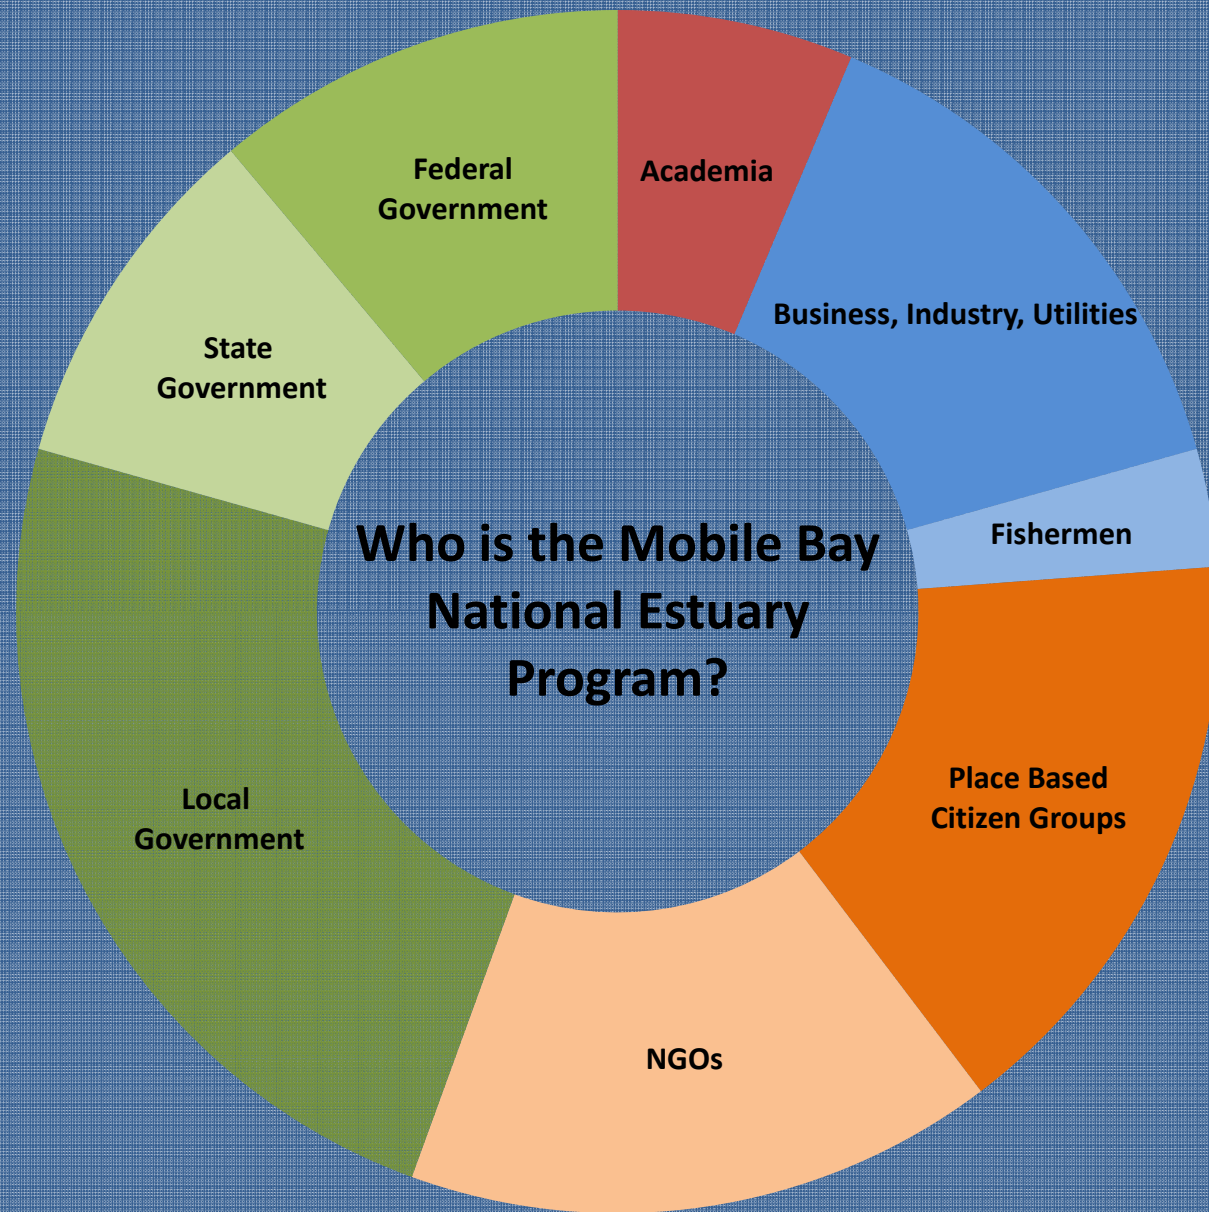 Federal
Government
Academia
Business, Industry, Utilities
State
Government
Fishermen
Who is the Mobile Bay
National Estuary
Program?
Place Based
Citizen Groups
Local
Government
NGOs